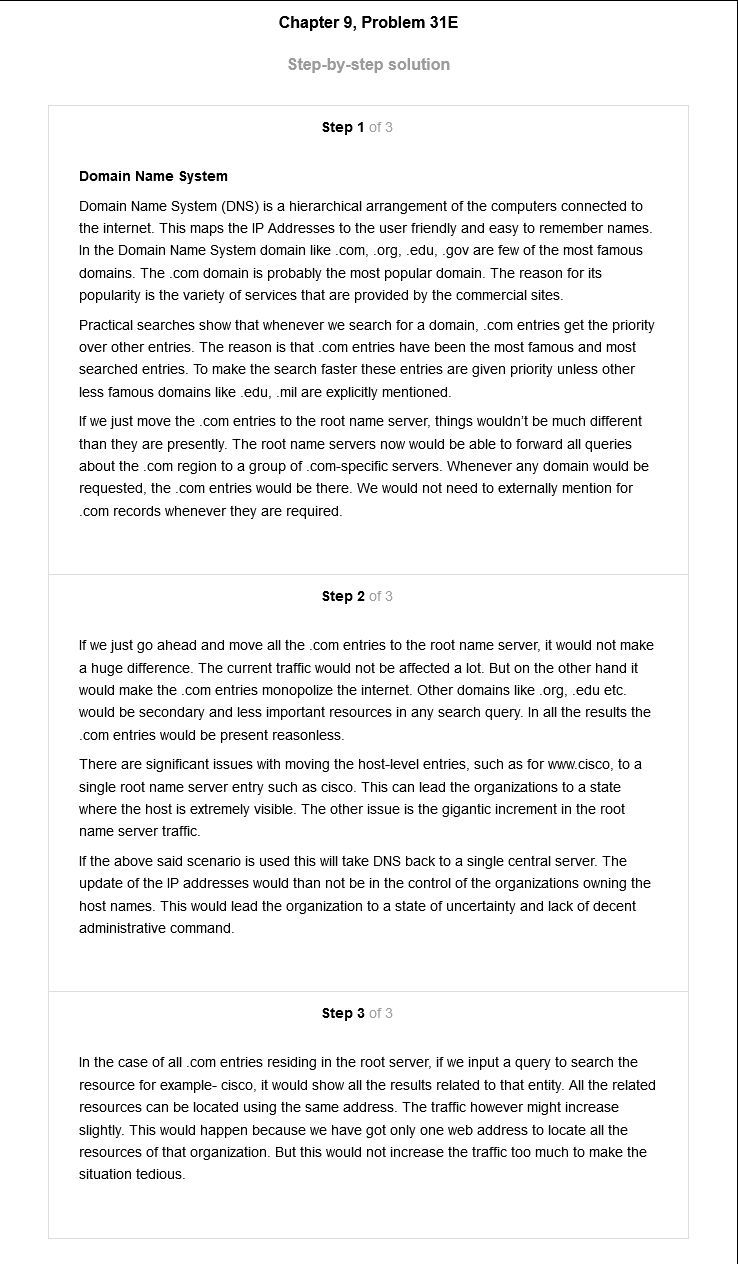 Chapter 9, Problem 31E
Step-by-step solution
Step 1 of 3
Domain Name System
Domain Name System (DNS) is a hierarchical arrangement of the computers connected to
the internet. This maps the IP Addresses to the user friendly and easy to remember names.
In the Domain Name System domain like .com, .org, .edu, .gov are few of the most famous
domains. The .com domain is probably the most popular domain. The reason for its
popularity is the variety of services that are provided by the commercial sites.
Practical searches show that whenever we search for a domain, .com entries get the priority
over other entries. The reason is that .com entries have been the most famous and most
searched entries. To make the search faster these entries are given priority unless other
less famous domains like .edu, .mil are explicitly mentioned.
If we just move the .com entries to the root name server, things wouldn't be much different
than they are presently. The root name servers now would be able to forward all queries
about the .com region to a group of .com-specific servers. Whenever any domain would be
requested, the .com entries would be there. We would not need to externally mention for
.com records whenever they are required.
Step 2 of 3
If we just go ahead and move all the .com entries to the root name server, it would not make
a huge difference. The current traffic would not be affected a lot. But on the other hand it
would make the .com entries monopolize the internet. Other domains like .org, .edu etc.
would be secondary and less important resources in any search query. In all the results the
.com entries would be present reasonless.
There are significant issues with moving the host-level entries, such as for www.cisco, to a
single root name server entry such as cisco. This can lead the organizations to a state
where the host is extremely visible. The other issue is the gigantic increment in the root
name server traffic.
If the above said scenario is used this will take DNS back to a single central server. The
update of the IP addresses would than not be in the control of the organizations owning the
host names. This would lead the organization to a state of uncertainty and lack of decent
administrative command.
Step 3 of 3
In the case of all .com entries residing in the root server, if we input a query to search the
resource for example- cisco, it would show all the results related to that entity. All the related
resources can be located using the same address. The traffic however might increase
slightly. This would happen because we have got only one web address to locate all the
resources of that organization. But this would not increase the traffic too much to make the
situation tedious.